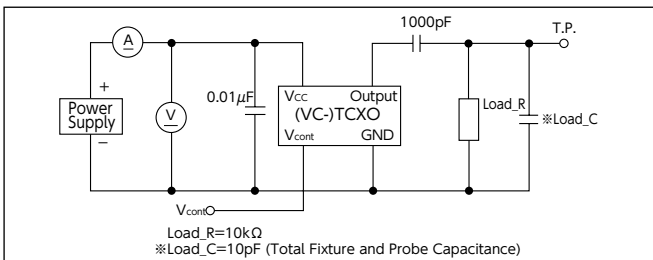 1000pF
T.P.
A
+
Power
Supply
−
V
0.01μF
Vcc Output
(VC-)TCXO
Vcont GND
Load_R
※Load_C
Vcont
Load_R=10kΩ
※Load_C=10pF (Total Fixture and Probe Capacitance)